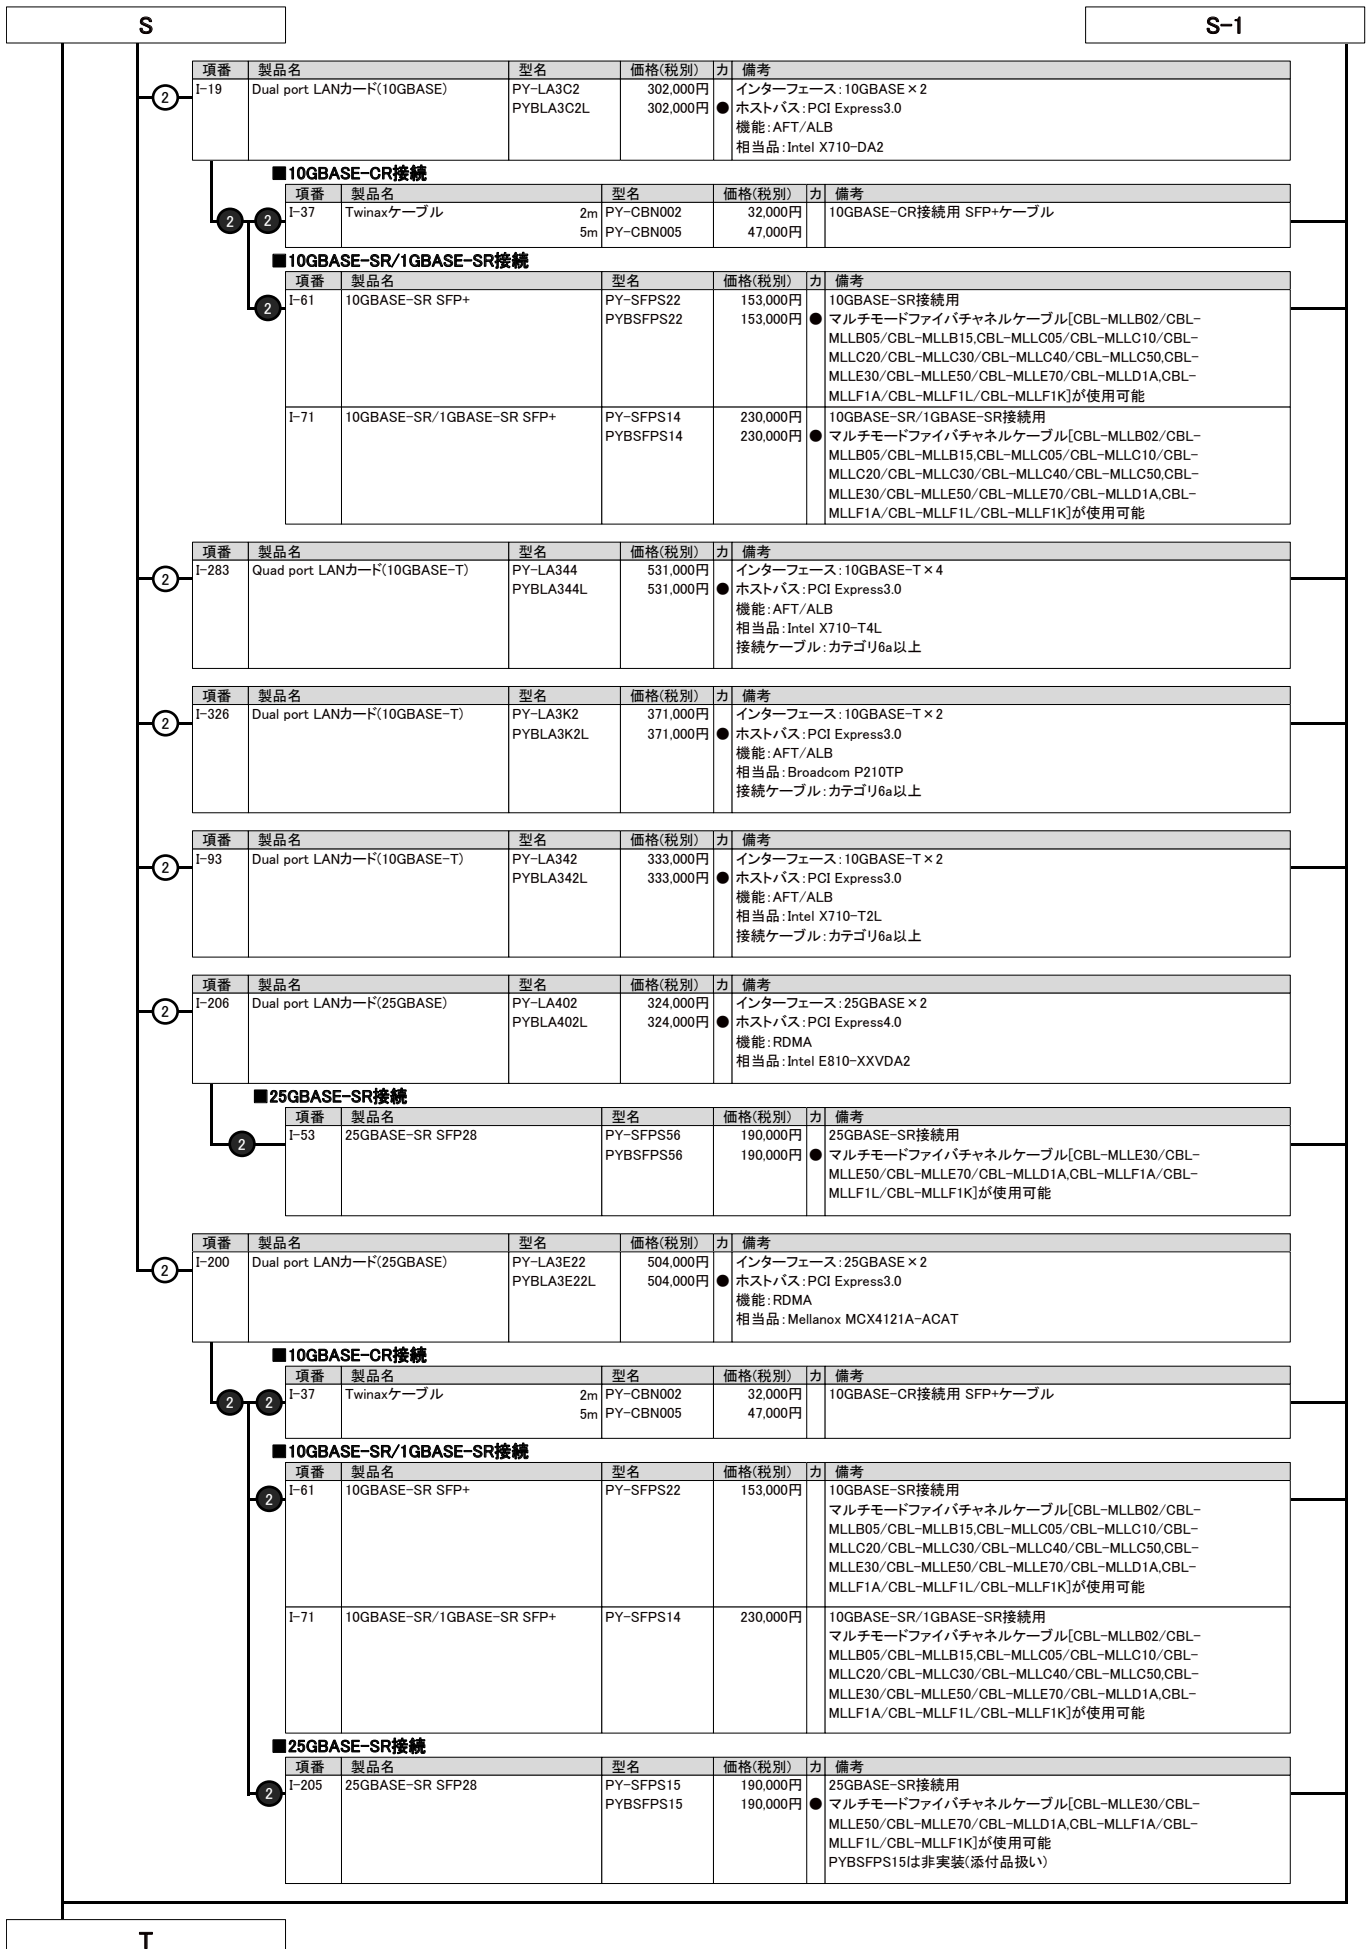 S
S-1
項番 製品名 型名 価格(税別) カ 備考
② I-19 Dual port LANカード(10GBASE) PY-LA3C2 302,000円 インターフェース:10GBASE×2
PYBLA3C2L 302,000円 ● ホストバス:PCI Express3.0
機能:AFT/ALB
相当品:Intel X710-DA2
■10GBASE-CR接続
項番 製品名 型名 価格(税別) カ 備考
2 2 I-37 Twinaxケーブル 2m PY-CBN002 32,000円 10GBASE-CR接続用 SFP+ケーブル
5m PY-CBN005 47,000円
■10GBASE-SR/1GBASE-SR接続
項番 製品名 型名 価格(税別) カ 備考
2 I-61 10GBASE-SR SFP+ PY-SFPS22 153,000円 10GBASE-SR接続用
PYBSFPS22 153,000円 ● マルチモードファイバチャネルケーブル[CBL-MLLB02/CBL-
MLLB05/CBL-MLLB15,CBL-MLLC05/CBL-MLLC10/CBL-
MLLC20/CBL-MLLC30/CBL-MLLC40/CBL-MLLC50,CBL-
MLLE30/CBL-MLLE50/CBL-MLLE70/CBL-MLLD1A,CBL-
MLLF1A/CBL-MLLF1L/CBL-MLLF1K]が使用可能
I-71 10GBASE-SR/1GBASE-SR SFP+ PY-SFPS14 230,000円 10GBASE-SR/1GBASE-SR接続用
PYBSFPS14 230,000円 ● マルチモードファイバチャネルケーブル[CBL-MLLB02/CBL-
MLLB05/CBL-MLLB15,CBL-MLLC05/CBL-MLLC10/CBL-
MLLC20/CBL-MLLC30/CBL-MLLC40/CBL-MLLC50,CBL-
MLLE30/CBL-MLLE50/CBL-MLLE70/CBL-MLLD1A,CBL-
MLLF1A/CBL-MLLF1L/CBL-MLLF1K]が使用可能
項番 製品名 型名 価格(税別) カ 備考
② I-283 Quad port LANカード(10GBASE-T) PY-LA344 531,000円 インターフェース:10GBASE-T×4
PYBLA344L 531,000円 ● ホストバス:PCI Express3.0
機能:AFT/ALB
相当品:Intel X710-T4L
接続ケーブル:カテゴリ6a以上
項番 製品名 型名 価格(税別) カ 備考
② I-326 Dual port LANカード(10GBASE-T) PY-LA3K2 371,000円 インターフェース:10GBASE-T×2
PYBLA3K2L 371,000円 ● ホストバス:PCI Express3.0
機能:AFT/ALB
相当品:Broadcom P210TP
接続ケーブル:カテゴリ6a以上
項番 製品名 型名 価格(税別) カ 備考
② I-93 Dual port LANカード(10GBASE-T) PY-LA342 333,000円 インターフェース:10GBASE-T×2
PYBLA342L 333,000円 ● ホストバス:PCI Express3.0
機能:AFT/ALB
相当品:Intel X710-T2L
接続ケーブル:カテゴリ6a以上
項番 製品名 型名 価格(税別) カ 備考
② I-206 Dual port LANカード(25GBASE) PY-LA402 324,000円 インターフェース:25GBASE×2
PYBLA402L 324,000円 ● ホストバス:PCI Express4.0
機能:RDMA
相当品:Intel E810-XXVDA2
■25GBASE-SR接続
項番 製品名 型名 価格(税別) カ 備考
2 I-53 25GBASE-SR SFP28 PY-SFPS56 190,000円 25GBASE-SR接続用
PYBSFPS56 190,000円 ● マルチモードファイバチャネルケーブル[CBL-MLLE30/CBL-
MLLE50/CBL-MLLE70/CBL-MLLD1A,CBL-MLLF1A/CBL-
MLLF1L/CBL-MLLF1K]が使用可能
項番 製品名 型名 価格(税別) カ 備考
② I-200 Dual port LANカード(25GBASE) PY-LA3E22 504,000円 インターフェース:25GBASE×2
PYBLA3E22L 504,000円 ● ホストバス:PCI Express3.0
機能:RDMA
相当品:Mellanox MCX4121A-ACAT
■10GBASE-CR接続
項番 製品名 型名 価格(税別) カ 備考
2 2 I-37 Twinaxケーブル 2m PY-CBN002 32,000円 10GBASE-CR接続用 SFP+ケーブル
5m PY-CBN005 47,000円
■10GBASE-SR/1GBASE-SR接続
項番 製品名 型名 価格(税別) カ 備考
2 I-61 10GBASE-SR SFP+ PY-SFPS22 153,000円 10GBASE-SR接続用
マルチモードファイバチャネルケーブル[CBL-MLLB02/CBL-
MLLB05/CBL-MLLB15,CBL-MLLC05/CBL-MLLC10/CBL-
MLLC20/CBL-MLLC30/CBL-MLLC40/CBL-MLLC50,CBL-
MLLE30/CBL-MLLE50/CBL-MLLE70/CBL-MLLD1A,CBL-
MLLF1A/CBL-MLLF1L/CBL-MLLF1K]が使用可能
I-71 10GBASE-SR/1GBASE-SR SFP+ PY-SFPS14 230,000円 10GBASE-SR/1GBASE-SR接続用
マルチモードファイバチャネルケーブル[CBL-MLLB02/CBL-
MLLB05/CBL-MLLB15,CBL-MLLC05/CBL-MLLC10/CBL-
MLLC20/CBL-MLLC30/CBL-MLLC40/CBL-MLLC50,CBL-
MLLE30/CBL-MLLE50/CBL-MLLE70/CBL-MLLD1A,CBL-
MLLF1A/CBL-MLLF1L/CBL-MLLF1K]が使用可能
■25GBASE-SR接続
項番 製品名 型名 価格(税別) カ 備考
2 I-205 25GBASE-SR SFP28 PY-SFPS15 190,000円 25GBASE-SR接続用
PYBSFPS15 190,000円 ● マルチモードファイバチャネルケーブル[CBL-MLLE30/CBL-
MLLE50/CBL-MLLE70/CBL-MLLD1A,CBL-MLLF1A/CBL-
MLLF1L/CBL-MLLF1K]が使用可能
PYBSFPS15は非実装(添付品扱い)
T